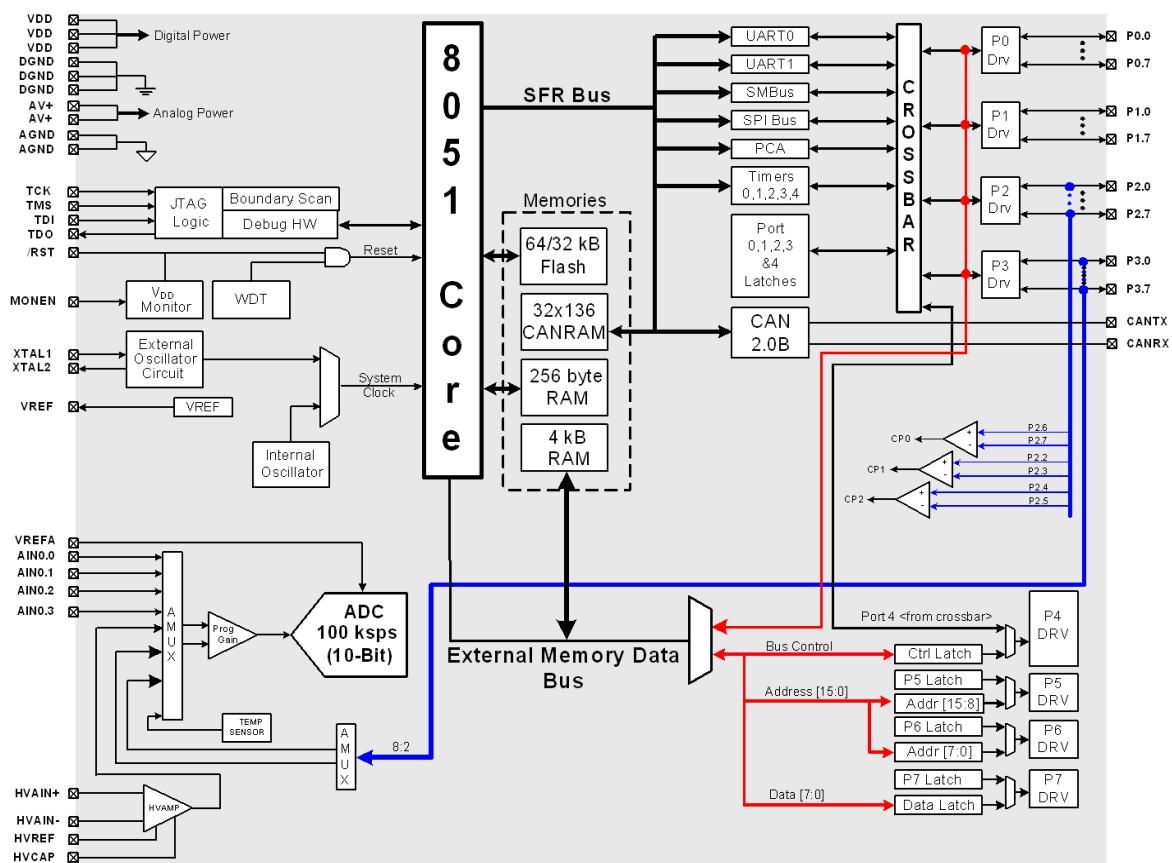 VDD
VDD
VDD
Digital Power
DGND
DGND
DGND
AV+
AV+
Analog Power
AGND
AGND
TCK
TMS
TDI
TDO
JTAG
Logic
Boundary Scan
Debug HW
/RST
Reset
MONEN
VDD
Monitor
WDT
XTAL1
XTAL2
External
Oscillator
Circuit
System
Clock
VREF
VREF
Internal
Oscillator
8051 Core
SFR Bus
Memories
64/32 kB
Flash
32x136
CANRAM
256 byte
RAM
4 kB
RAM
UART0
UART1
SMBus
SPI Bus
PCA
Timers
0,1,2,3,4
Port
0,1,2,3
&4
Latches
CAN
2.0B
CROSSBAR
P0
Drv
P1
Drv
P2
Drv
P3
Drv
P0.0
P0.7
P1.0
P1.7
P2.0
P2.7
P3.0
P3.7
CANTX
CANRX
CP0
+
-
P2.6
P2.7
CP1
+
-
P2.2
P2.3
CP2
+
-
P2.4
P2.5
VREFA
AIN0.0
AIN0.1
AIN0.2
AIN0.3
AMUX
Prog
Gain
ADC
100 ksps
(10-Bit)
TEMP
SENSOR
AMUX
8:2
HVAIN+
HVAIN-
HVREF
HVCAP
HVAMP
External Memory Data
Bus
Port 4 <from crossbar>
Bus Control
Ctrl Latch
P4
DRV
Address [15:0]
P5 Latch
Addr [15:8]
P5
DRV
P6 Latch
Addr [7:0]
P6
DRV
Data [7:0]
P7 Latch
Data Latch
P7
DRV